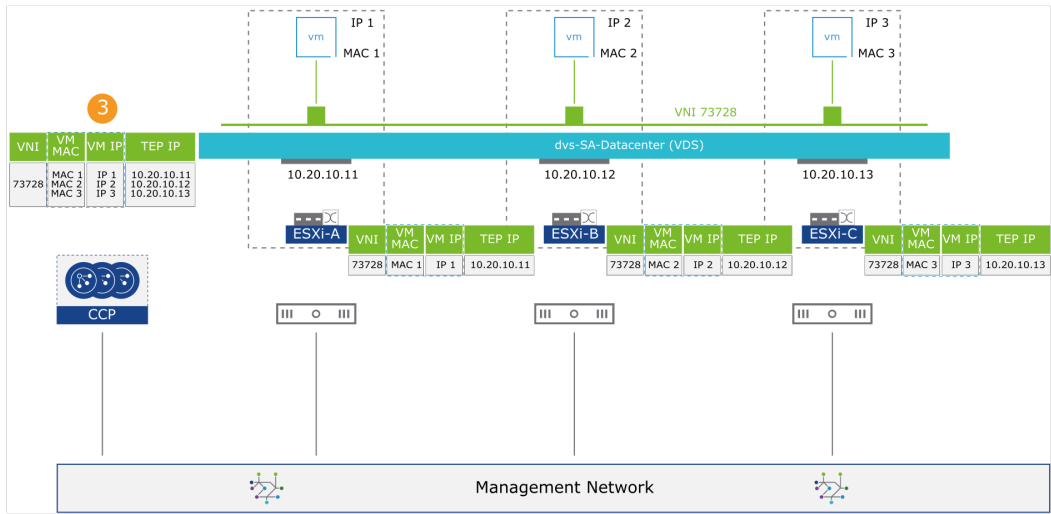 IP 1
vm
MAC 1
IP 2
vm
MAC 2
IP 3
vm
MAC 3
VNI 73728
3
dvs-SA-Datacenter (VDS)
VNI VM MAC VM IP TEP IP
73728 MAC 1 IP 1 10.20.10.11
MAC 2 IP 2 10.20.10.12
MAC 3 IP 3 10.20.10.13
10.20.10.11
10.20.10.12
10.20.10.13
ESXi-A
VNI VM MAC VM IP TEP IP
73728 MAC 1 IP 1 10.20.10.11
ESXi-B
VNI VM MAC VM IP TEP IP
73728 MAC 2 IP 2 10.20.10.12
ESXi-C
VNI VM MAC VM IP TEP IP
73728 MAC 3 IP 3 10.20.10.13
CCP
Management Network